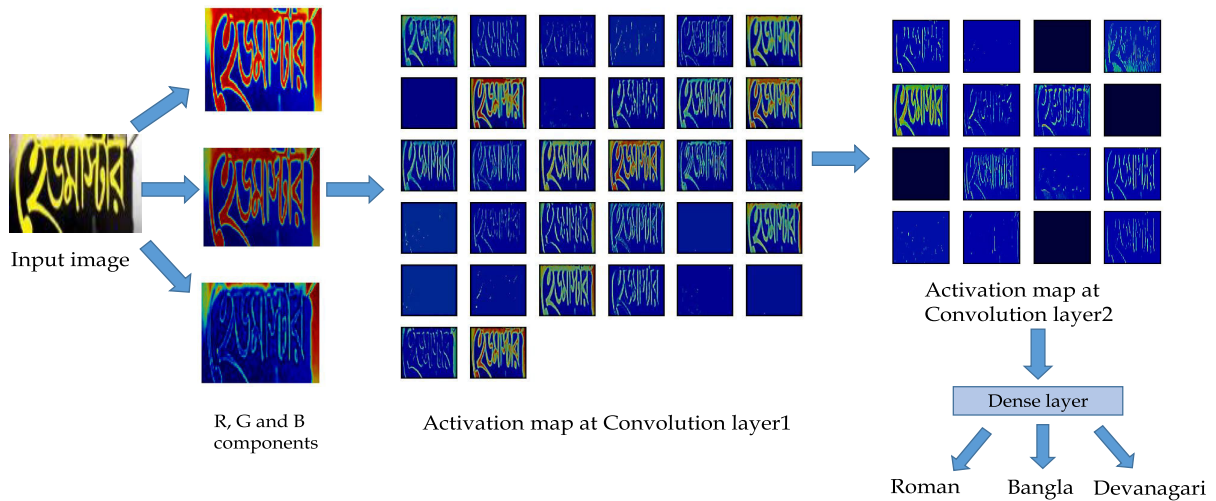 হেডমাস্টার
Input image
R, G and B
components
Activation map at Convolution layer1
Activation map at
Convolution layer2
Dense layer
Roman
Bangla
Devanagari